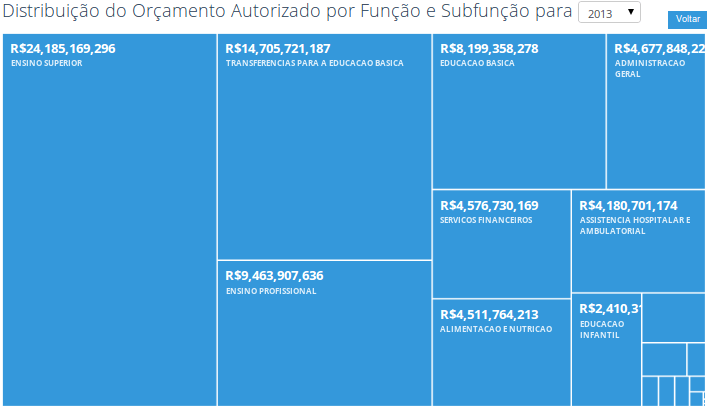 Distribuição do Orçamento Autorizado por Função e Subfunção para 2013
Voltar
R$24,185,169,296
ENSINO SUPERIOR
R$14,705,721,187
TRANSFERENCIAS PARA A EDUCACAO BASICA
R$8,199,358,278
EDUCACAO BASICA
R$4,677,848,22
ADMINISTRACAO
GERAL
R$9,463,907,636
ENSINO PROFISSIONAL
R$4,576,730,169
SERVICOS FINANCEIROS
R$4,180,701,174
ASSISTENCIA HOSPITALAR E
AMBULATORIAL
R$4,511,764,213
ALIMENTACAO E NUTRICAO
R$2,410,31
EDUCACAO
INFANTIL